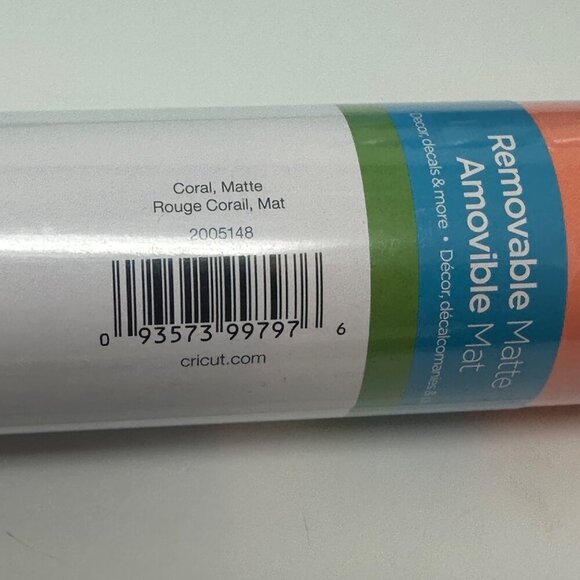 Coral, Matte
Rouge Corail, Mat
2005148
0 93573 99797 6
cricut.com
Removable Matte
Amovible Mat
Decor, decals & more • Décor, décalcomanies &